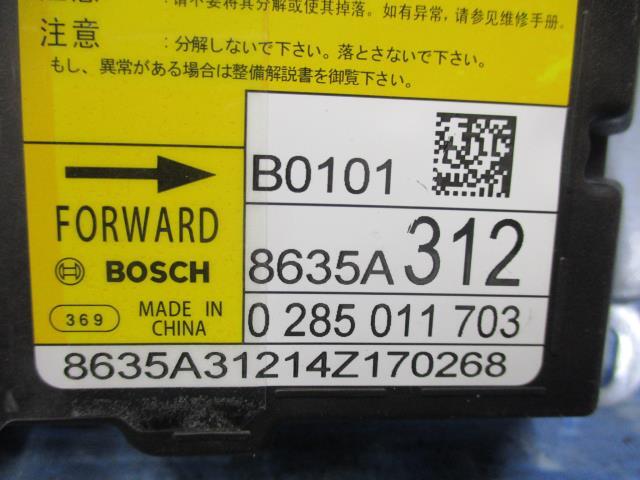 ：请不要将其分解或使其掉落。如有异常，请参见维修手册.
注意 ：分解しないで下さい。落とさないで下さい。
もし、異常がある場合は整備解説書を御覧下さい。
B0101
FORWARD
8635A 312
BOSCH
369 MADE IN CHINA
0 285 011 703
8635A31214Z170268